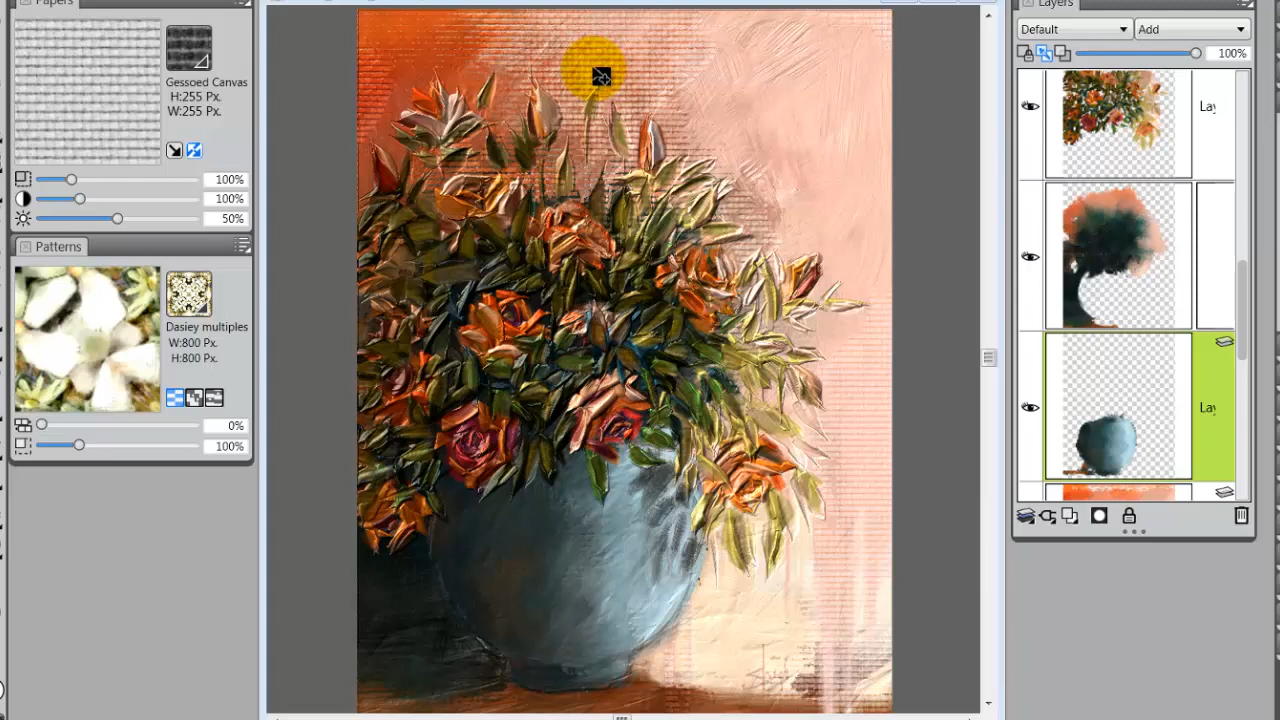 Papers
Gessoed Canvas
H:255 Px.
W:255 Px.
100%
100%
50%
Patterns
Dasiey multiples
W:800 Px.
H:800 Px.
0%
100%
Layers
Default
Add
100%
Lay
Lay